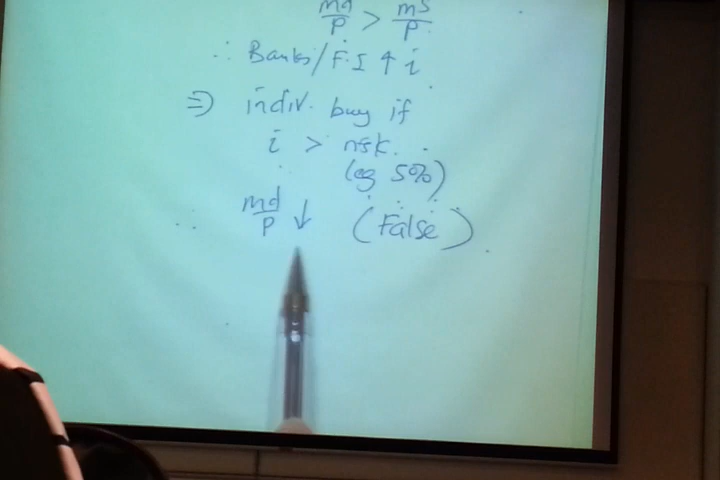 md/P > mS/P
∴ Banks/F.I ↑ i
⇒ indiv. buy if
i > risk.
(eg 5%)
∴ md/P ↓ (False)